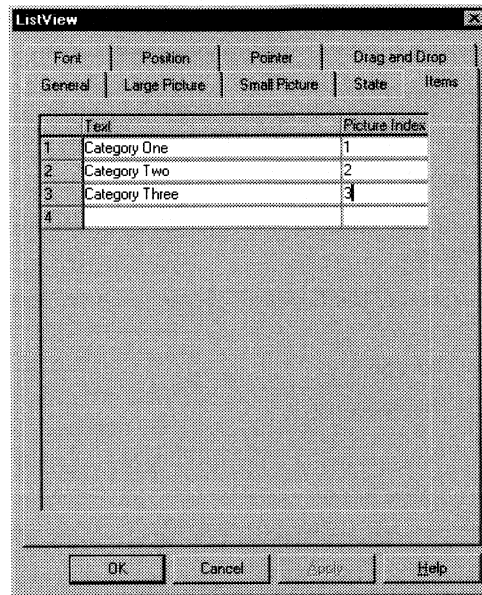 ListView
Font Position Pointer Drag and Drop
General Large Picture Small Picture State Items
Text Picture Index
1 Category One 1
2 Category Two 2
3 Category Three 3
4
OK Cancel Apply Help